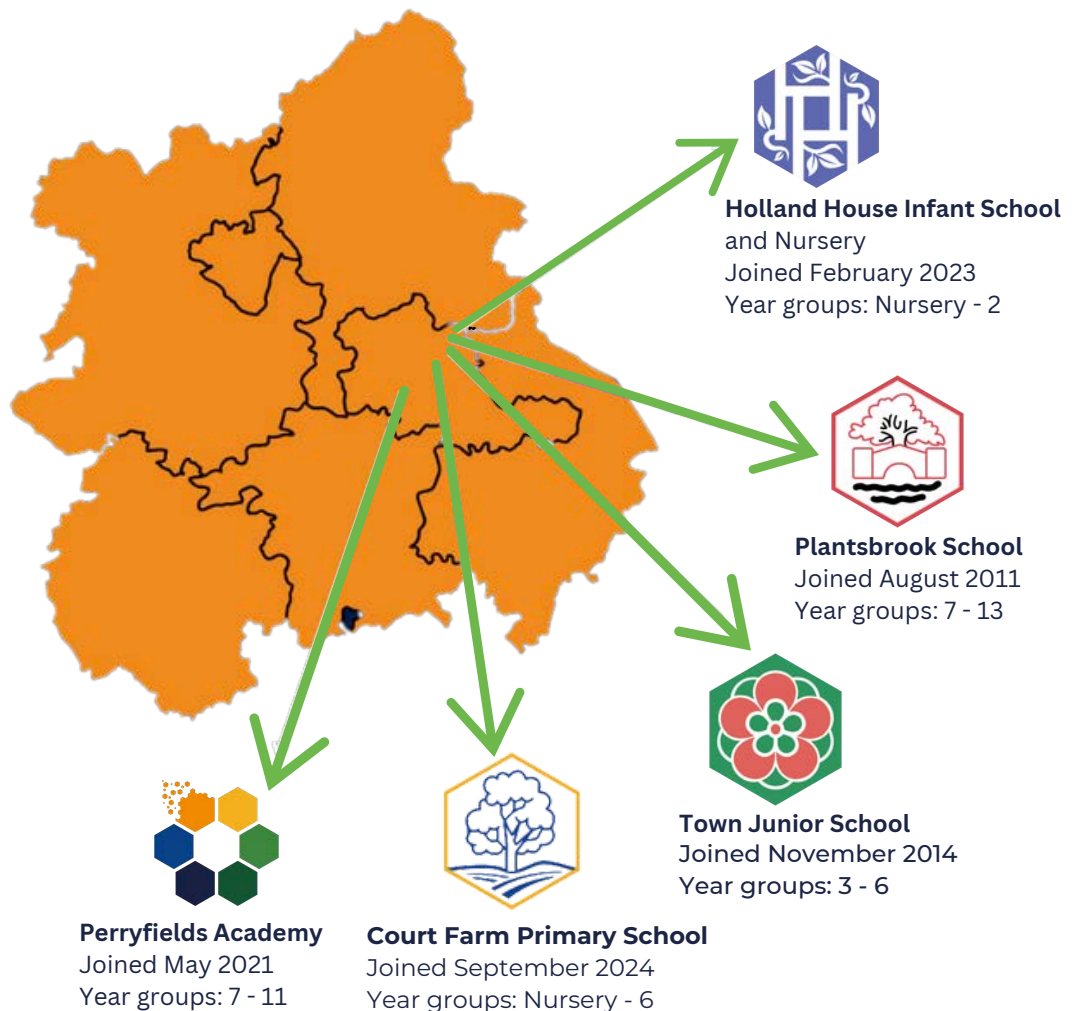 Holland House Infant School
and Nursery
Joined February 2023
Year groups: Nursery - 2
Plantsbrook School
Joined August 2011
Year groups: 7 - 13
Town Junior School
Joined November 2014
Year groups: 3 - 6
Court Farm Primary School
Joined September 2024
Year groups: Nursery - 6
Perryfields Academy
Joined May 2021
Year groups: 7 - 11